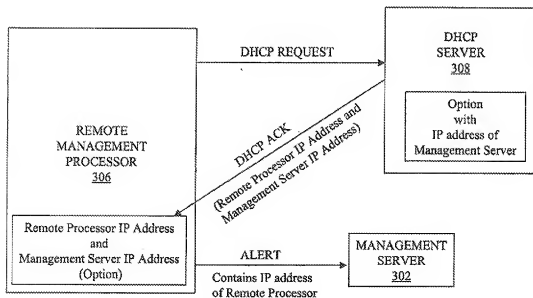 DHCP REQUEST
DHCP
SERVER
308
Option
with
IP address of
Management Server
REMOTE
MANAGEMENT
PROCESSOR
306
DHCP ACK
(Remote Processor IP Address and
Management Server IP Address)
Remote Processor IP Address
and
Management Server IP Address
(Option)
ALERT
Contains IP address
of Remote Processor
MANAGEMENT
SERVER
302